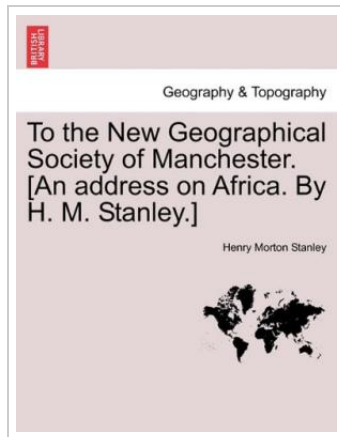 BRITISH
LIBRARY
Geography & Topography
To the New Geographical
Society of Manchester.
[An address on Africa. By
H. M. Stanley.]
Henry Morton Stanley